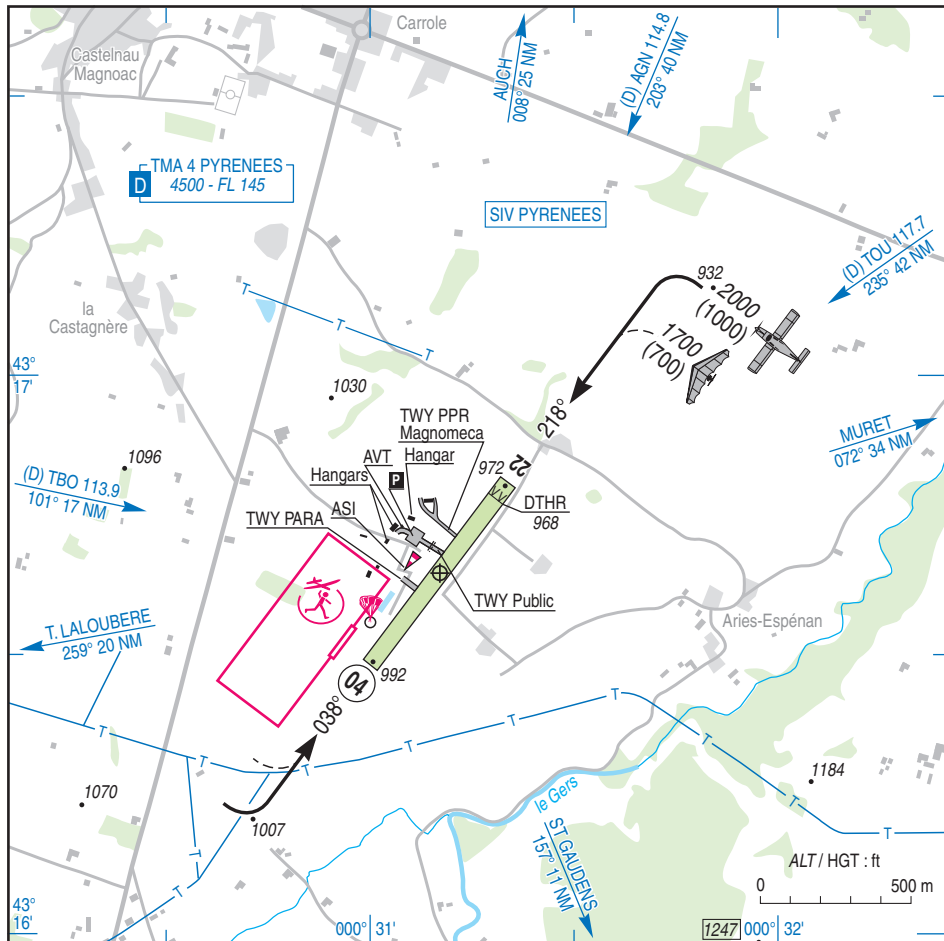 Carrole
Castelnau
Magnoac
AUCH
008° 25 NM
(D) AGN 114.8
203° 40 NM
D
TMA 4 PYRENEES
4500 - FL 145
SIV PYRENEES
(D) TOU 117.7
235° 42 NM
932
2000
(1000)
1700
(700)
la
Castagnère
T
T
43°
17'
1030
218°
TWY PPR
Magnomeca
AVT
Hangar
P
Hangars
22
972
MURET
072° 34 NM
1096
(D) TBO 113.9
101° 17 NM
DTHR
968
TWY PARA
ASI
TWY Public
Aries-Espénan
T. LALOUBERE
259° 20 NM
992
04
038°
T
T
T
T
T
T
T
T
T
T
1184
1070
1007
le Gers
ST GAUDENS
157° 11 NM
ALT / HGT : ft
0
500 m
43°
16'
000° 31'
1247
000° 32'